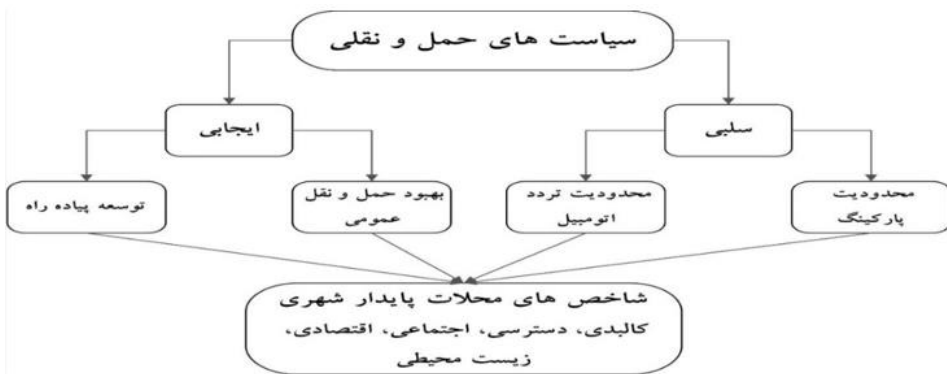 سیاست های حمل و نقلی
سلبی
ایجابی
محدودیت
پارکینگ
محدودیت تردد
اتومبیل
بهبود حمل و نقل
عمومی
توسعه پیاده راه
شاخص های محلات پایدار شهری
کالبدی، دسترسی، اجتماعی، اقتصادی،
زیست محیطی